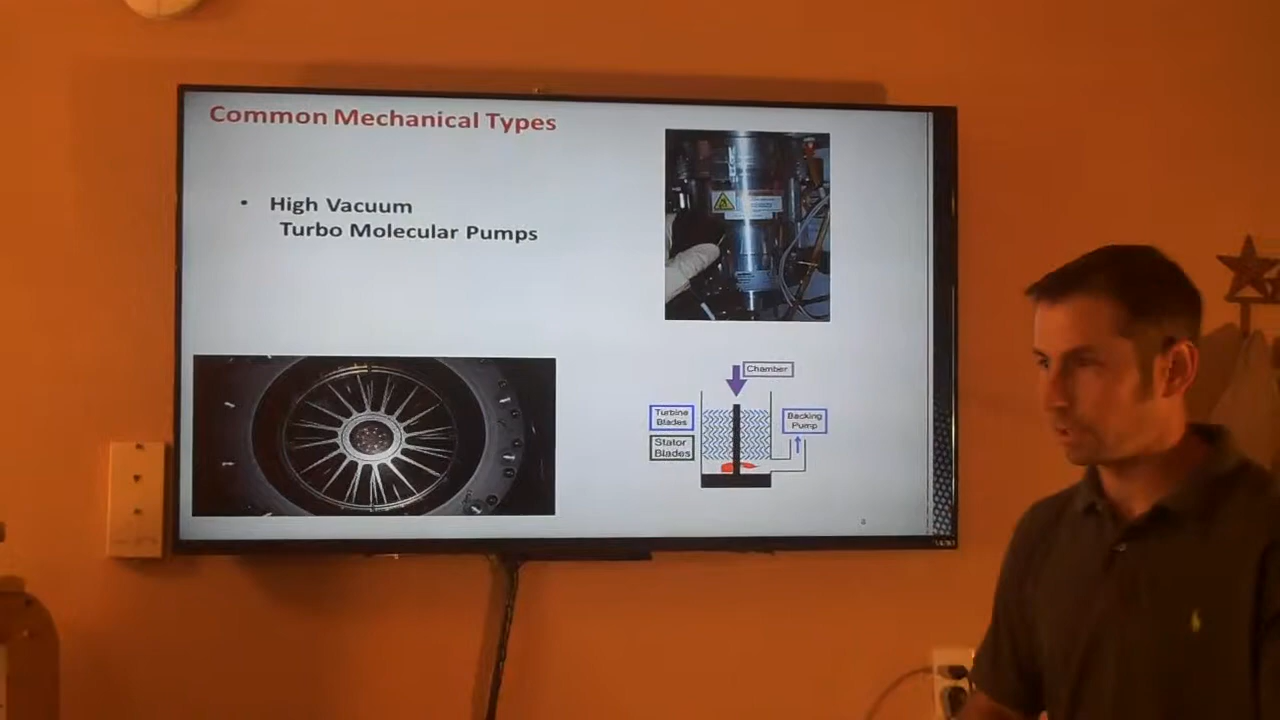 Common Mechanical Types
• High Vacuum
Turbo Molecular Pumps
Chamber
Turbine
Blades
Stator
Blades
Backing
Pump